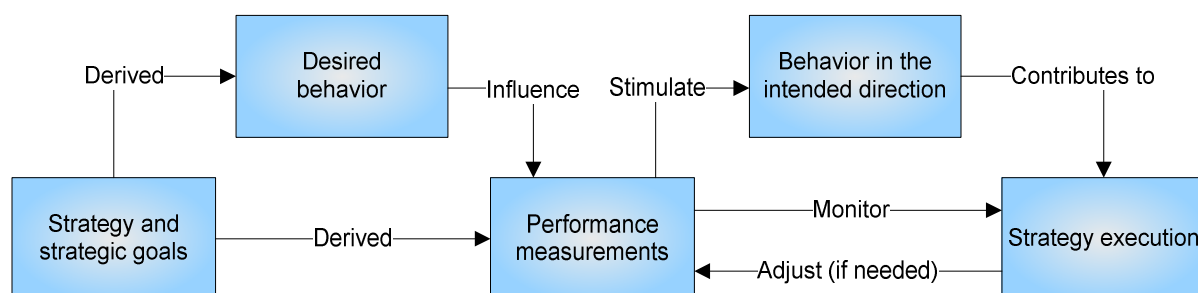 Derived
Desired
behavior
Influence
Stimulate
Behavior in the
intended direction
Contributes to
Strategy and
strategic goals
Derived
Performance
measurements
Monitor
Adjust (if needed)
Strategy execution